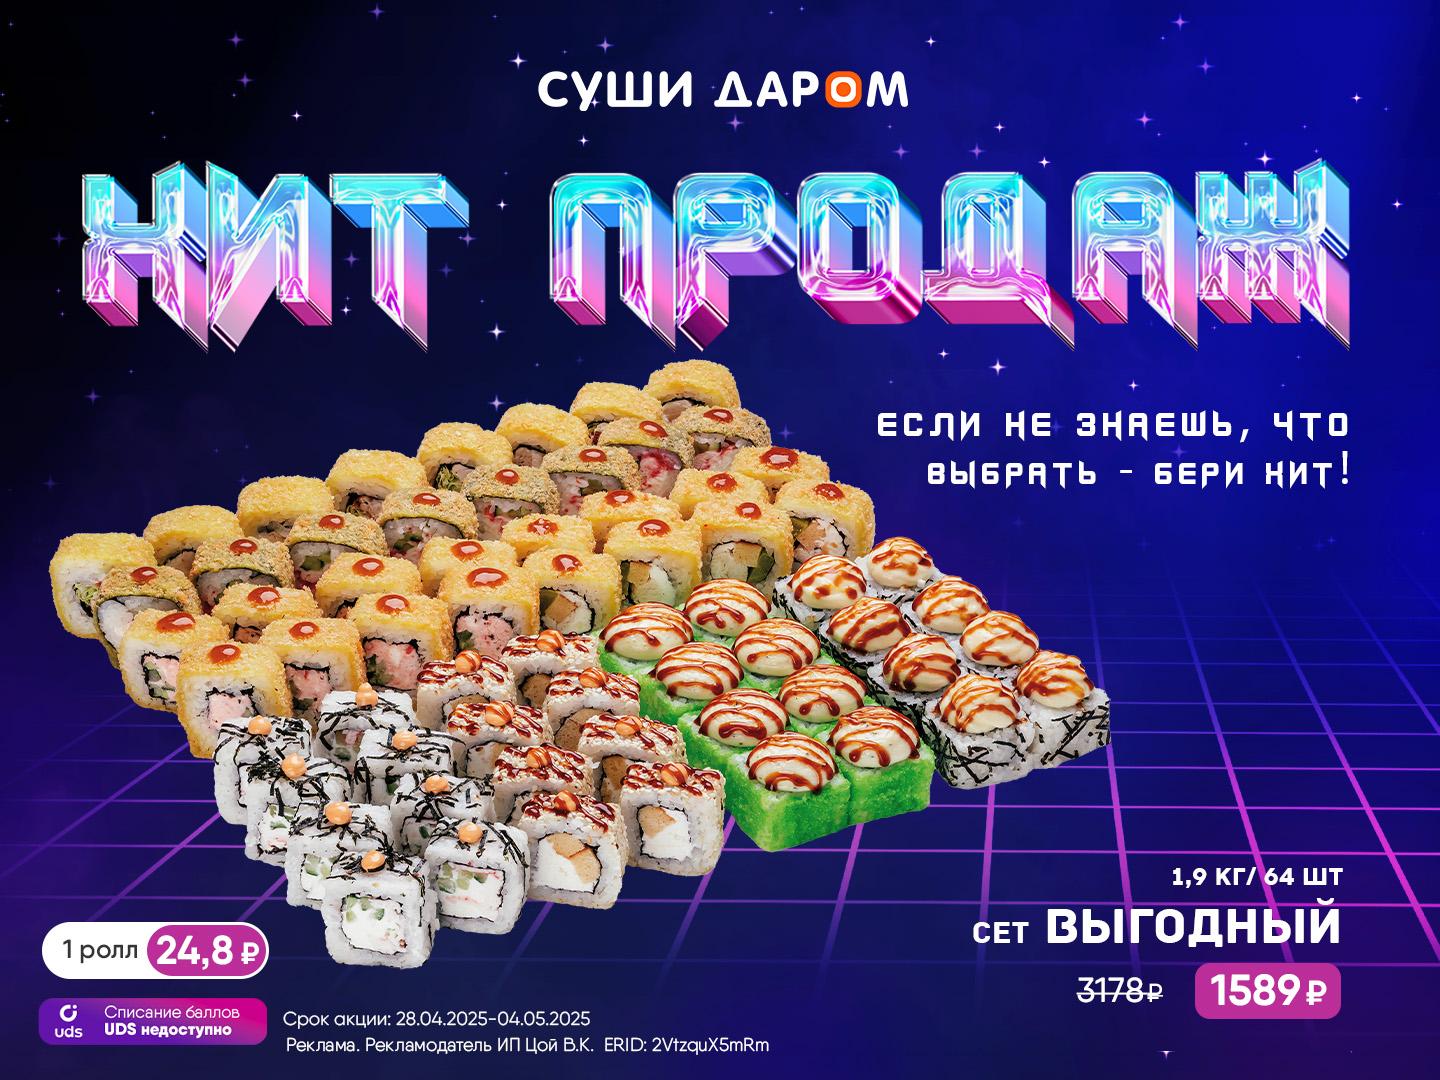 СУШИ ДАРОМ
ХИТ ПРОДАЖ
ЕСЛИ НЕ ЗНАЕШЬ, ЧТО
ВЫБРАТЬ - БЕРИ ХИТ!
1,9 КГ/ 64 ШТ
СЕТ ВЫГОДНЫЙ
3178₽ 1589₽
1 ролл 24,8₽
uds
Списание баллов
UDS недоступно
Срок акции: 28.04.2025-04.05.2025
Реклама. Рекламодатель ИП Цой В.К. ERID: 2VtzquX5mRm